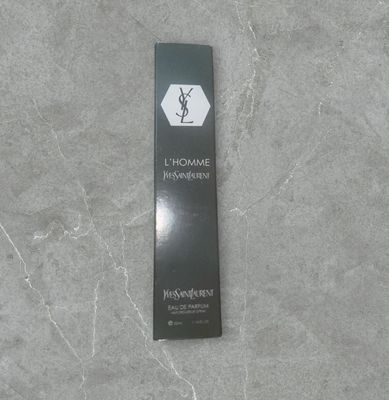 YSL
L'HOMME
YVESSAINTLAURENT
YVESSAINTLAURENT
EAU DE PARFUM